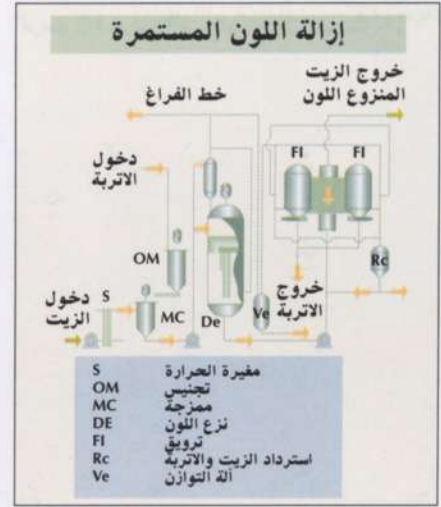 إزالة اللون المستمرة
خروج الزيت
المنزوع اللون
خط الفراغ
FI
FI
دخول
الاتربة
OM
Rc
S
دخول
الزيت
MC
De
Ve
خروج
الاتربة
S مغيرة الحرارة
OM تجنيس
MC ممزجة
DE نزع اللون
FI ترويق
Rc استرداد الزيت والاتربة
Ve آلة التوازن